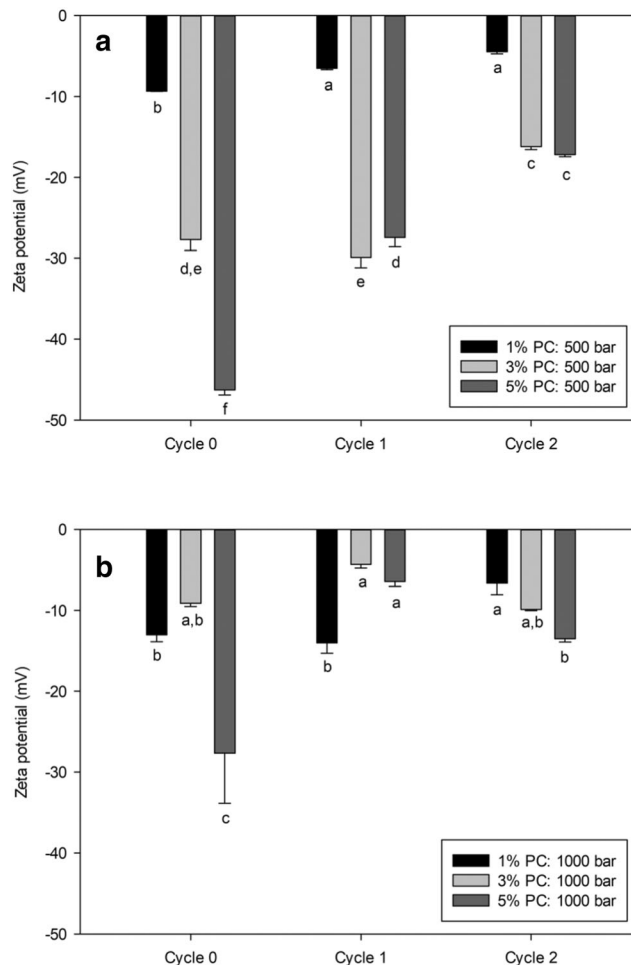 a
Zeta potential (mV)
0
-10
-20
-30
-40
-50
b
d,e
f
a
e
d
a
c
c
1% PC: 500 bar
3% PC: 500 bar
5% PC: 500 bar
Cycle 0 Cycle 1 Cycle 2
b
Zeta potential (mV)
0
-10
-20
-30
-40
-50
b
a,b
c
b
a
a
a
a,b
b
1% PC: 1000 bar
3% PC: 1000 bar
5% PC: 1000 bar
Cycle 0 Cycle 1 Cycle 2